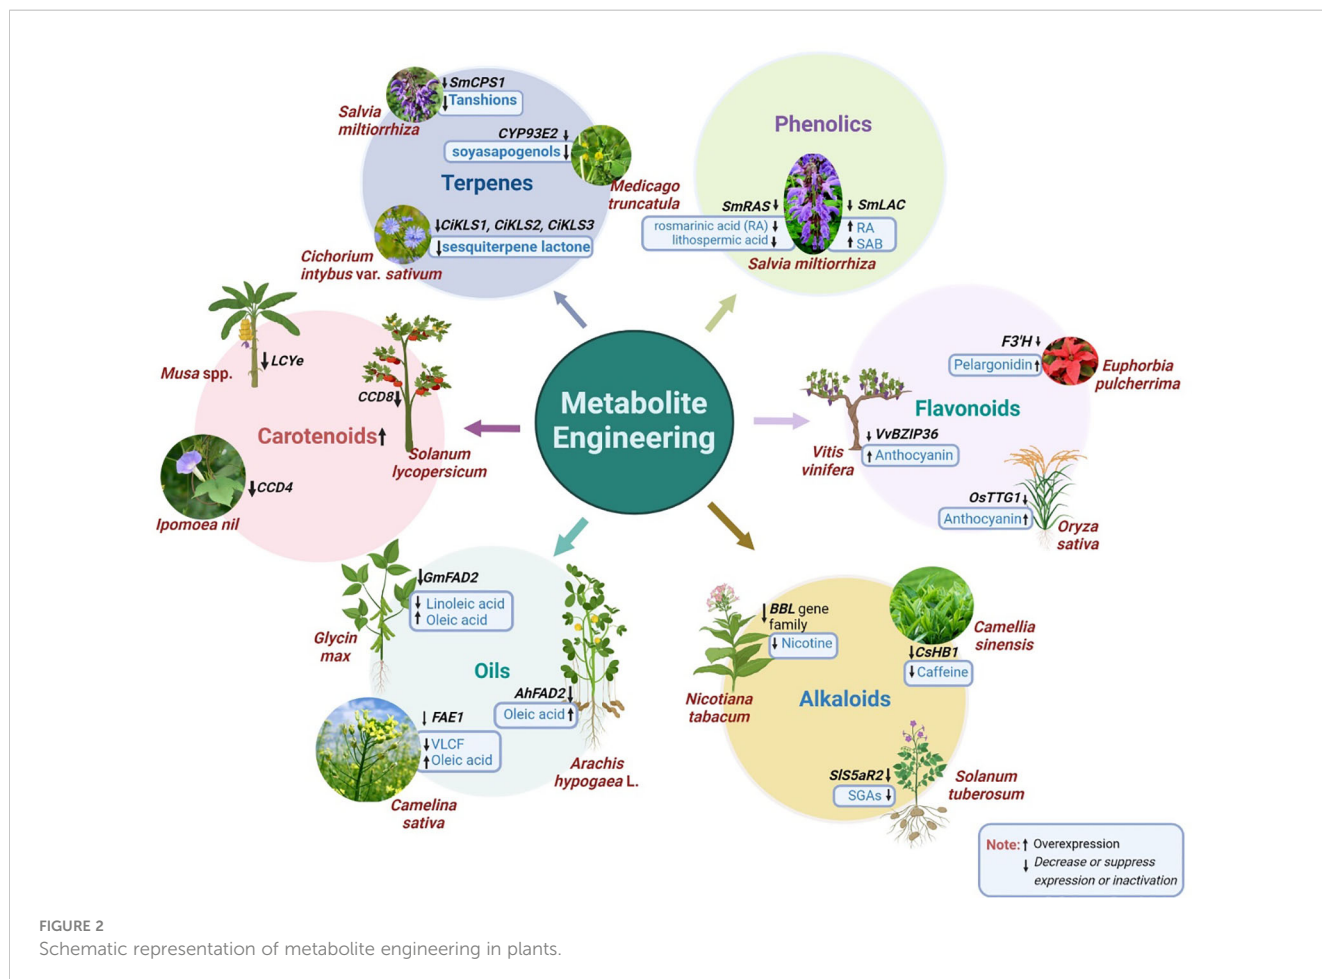 ↓SmCPS1
↓Tanshions
Salvia
miltiorrhiza
CYP93E2 ↓
soyasapogenols↓
Terpenes
Medicago
truncatula
↓CiKLS1, CiKLS2, CiKLS3
↓sesquiterpene lactone
Cichorium
intybus var. sativum
Phenolics
SmRAS↓
rosmarinic acid (RA) ↓
lithospermic acid↓
↓ SmLAC
↑ RA
↑ SAB
Salvia miltiorrhiza
Musa spp.
↓LCYe
CCD8↓
Carotenoids↑
Solanum
lycopersicum
↓CCD4
Ipomoea nil
Metabolite
Engineering
F3'H ↓
Pelargonidin↑
Euphorbia
pulcherrima
Flavonoids
↓ VvBZIP36
↑ Anthocyanin
Vitis
vinifera
OsTTG1↓
Anthocyanin↑
Oryza
sativa
↓GmFAD2
↓ Linoleic acid
↑ Oleic acid
Glycin
max
Oils
AhFAD2↓
Oleic acid ↑
↓ FAE1
↓VLCF
↑Oleic acid
Arachis
hypogaea L.
Camelina
sativa
↓BBL gene
family
↓ Nicotine
Nicotiana
tabacum
Camellia
sinensis
↓CsHB1
↓ Caffeine
Alkaloids
SlS5aR2↓
SGAs ↓
Solanum
tuberosum
Note: ↑ Overexpression
↓ Decrease or suppress
expression or inactivation
FIGURE 2
Schematic representation of metabolite engineering in plants.